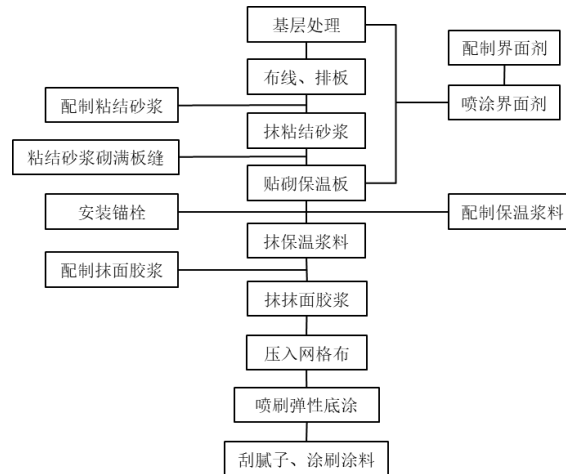 基层处理
配制界面剂
布线、排板
配制粘结砂浆
喷涂界面剂
抹粘结砂浆
粘结砂浆砌满板缝
贴砌保温板
安装锚栓
配制保温浆料
抹保温浆料
配制抹面胶浆
抹抹面胶浆
压入网格布
喷刷弹性底涂
刮腻子、涂刷涂料